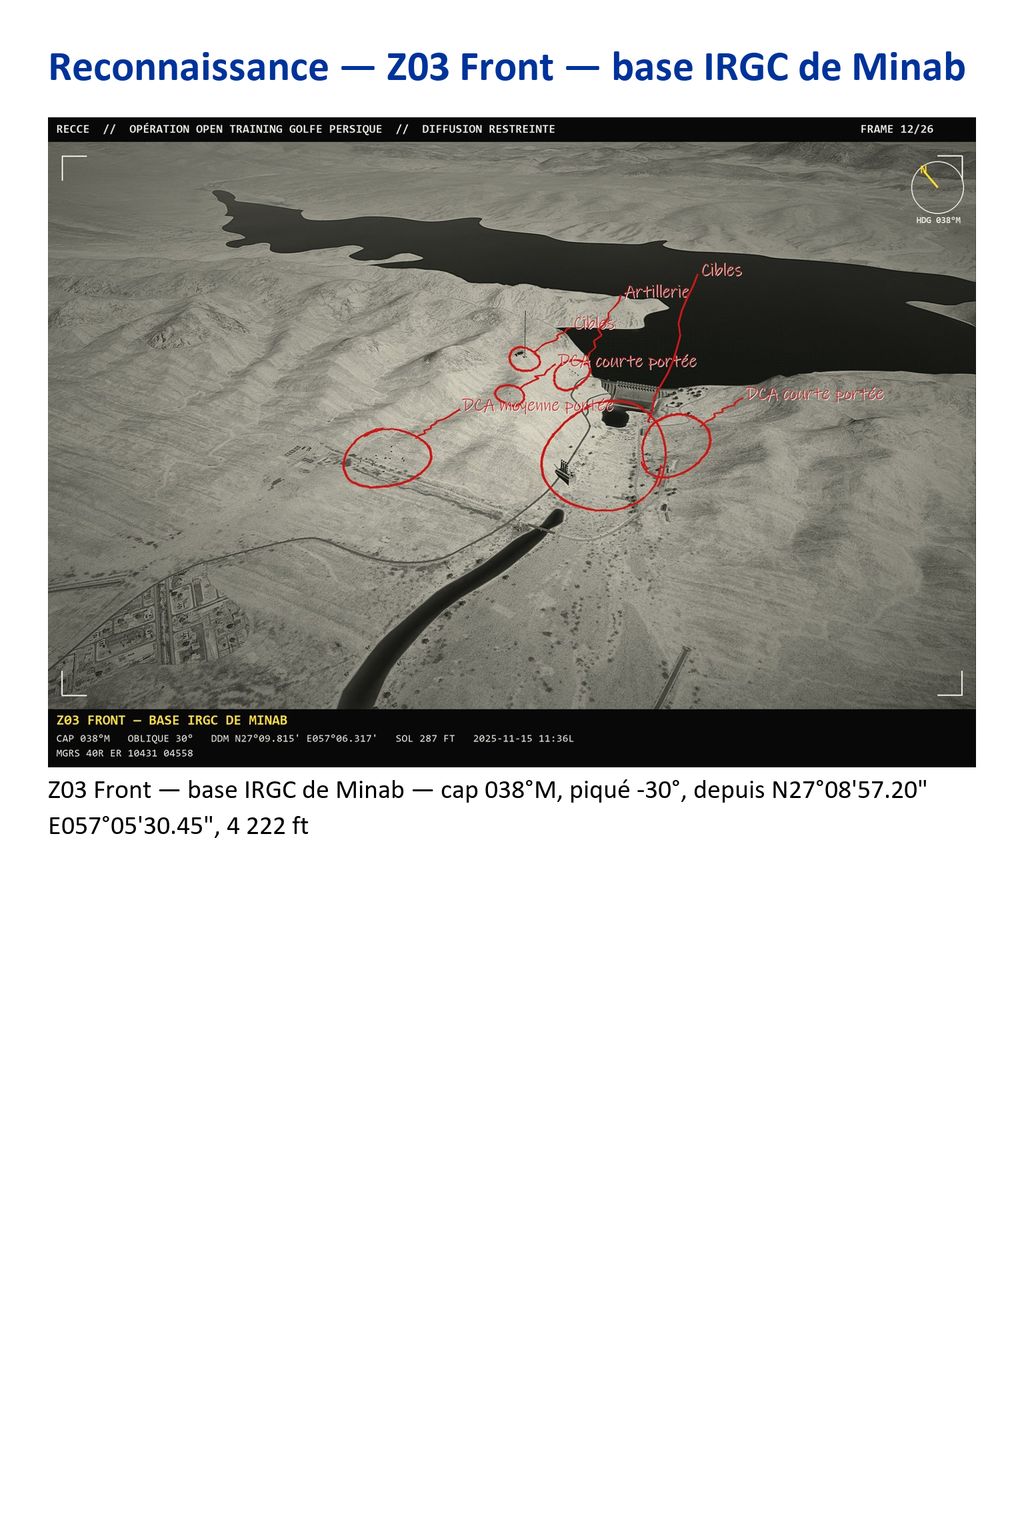 Reconnaissance — Z03 Front — base IRGC de Minab
RECCE // OPÉRATION OPEN TRAINING GOLFE PERSIQUE // DIFFUSION RESTREINTE FRAME 12/26
N
HDG 038°M
Cibles
Artillerie
Cibles
DCA courte portée
DCA courte portée
DCA moyenne portée
Z03 FRONT — BASE IRGC DE MINAB
CAP 038°M OBLIQUE 30° DDM N27°09.815' E057°06.317' SOL 287 FT 2025-11-15 11:36L
MGRS 40R ER 10431 04558
Z03 Front — base IRGC de Minab — cap 038°M, piqué -30°, depuis N27°08'57.20"
E057°05'30.45", 4 222 ft